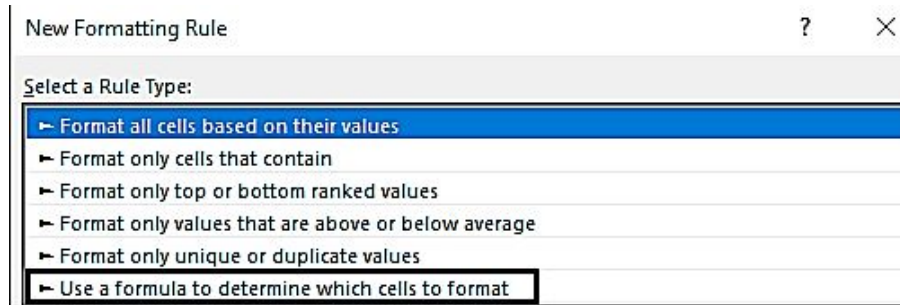 New Formatting Rule ? ×
Select a Rule Type:
► Format all cells based on their values
► Format only cells that contain
► Format only top or bottom ranked values
► Format only values that are above or below average
► Format only unique or duplicate values
► Use a formula to determine which cells to format